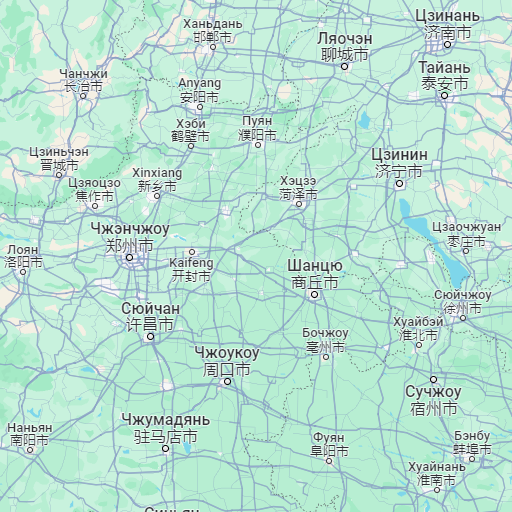 Ханьдань
邯郸市
Цзинань
济南市
Ляочэн
聊城市
Чанчжи
长治市
Тайань
泰安市
Anyang
安阳市
Пуян
濮阳市
Хэби
鹤壁市
Цзиньчэн
晋城市
Цзинин
济宁市
Xinxiang
新乡市
Хэцзэ
菏泽市
Цзяоцзо
焦作市
Цзаочжуан
枣庄市
Чжэнчжоу
郑州市
Лоян
洛阳市
Kaifeng
开封市
Шанцю
商丘市
Сюйчжоу
徐州市
Сюйчан
许昌市
Хуайбэй
淮北市
Бочжоу
亳州市
Чжоукоу
周口市
Сучжоу
宿州市
Чжумадянь
驻马店市
Наньян
南阳市
Фуян
阜阳市
Бэнбу
蚌埠市
Хуайнань
淮南市